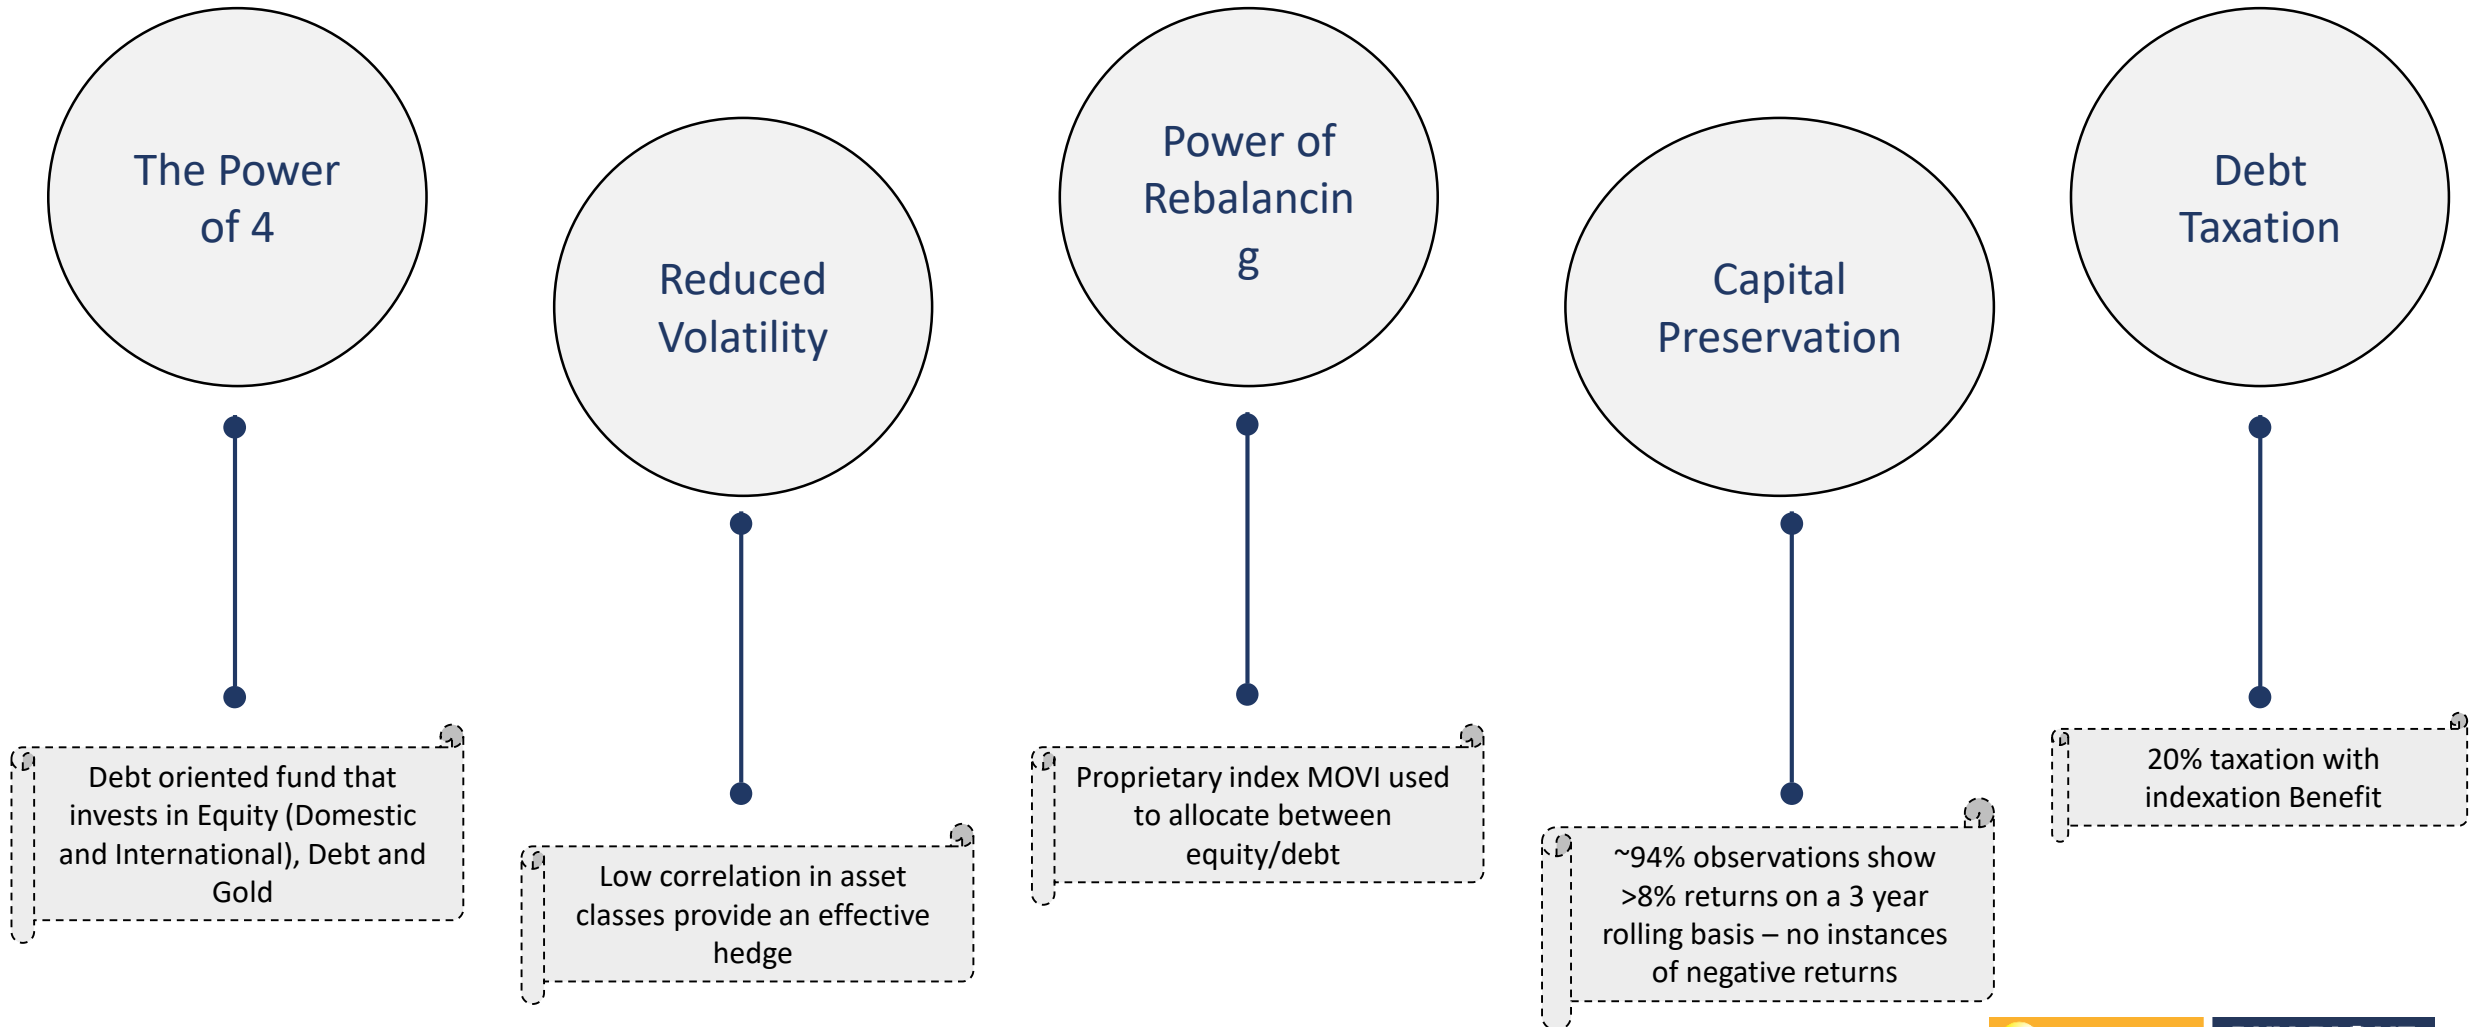 The Power
of 4
Reduced
Volatility
Power of
Rebalancin
g
Capital
Preservation
Debt
Taxation
Debt oriented fund that
invests in Equity (Domestic
and International), Debt and
Gold
Low correlation in asset
classes provide an effective
hedge
Proprietary index MOVI used
to allocate between
equity/debt
~94% observations show
>8% returns on a 3 year
rolling basis – no instances
of negative returns
20% taxation with
indexation Benefit